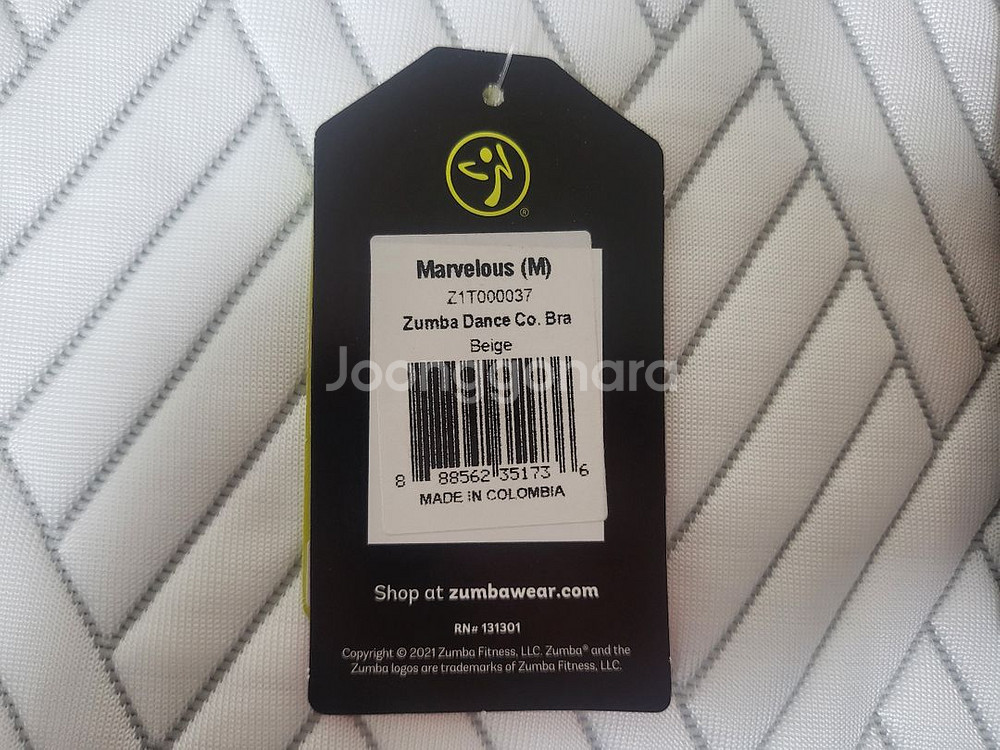 ®
Marvelous (M)
Z1T000037
Zumba Dance Co. Bra
Beige
Joonggonara
8 88562 35173 6
MADE IN COLOMBIA
Shop at zumbawear.com
RN# 131301
Copyright © 2021 Zumba Fitness, LLC. Zumba® and the
Zumba logos are trademarks of Zumba Fitness, LLC.